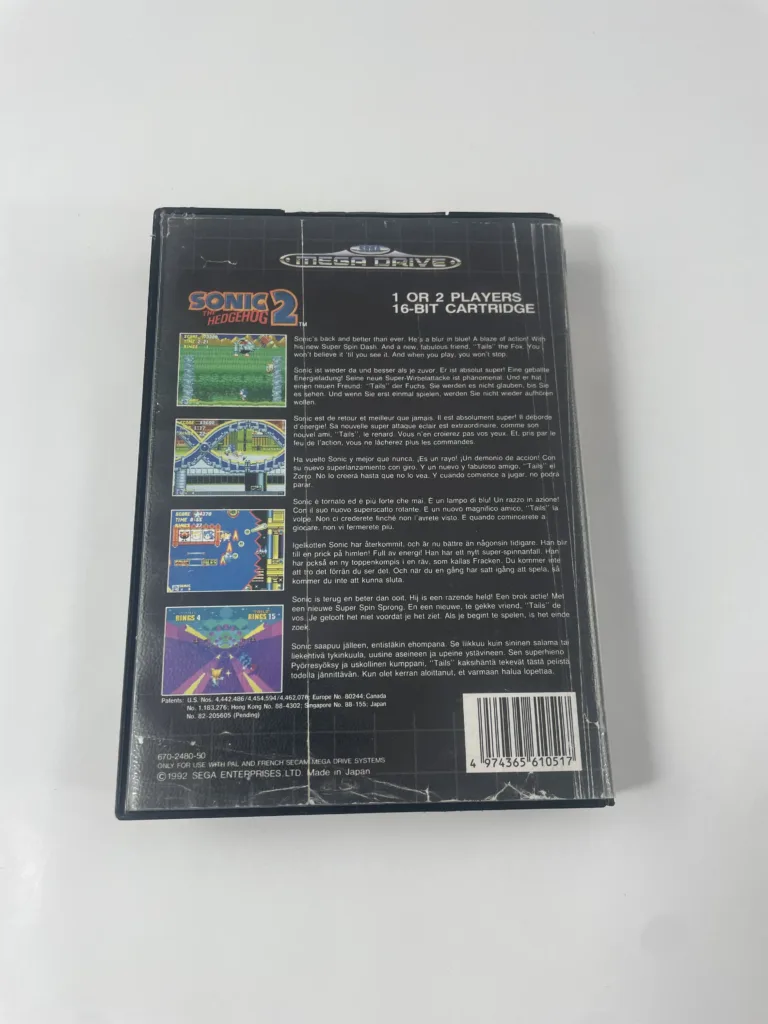 SEGA
MEGA DRIVE
SONIC 2
THE HEDGEHOG
TM
1 OR 2 PLAYERS
16-BIT CARTRIDGE
Sonic's back and better than ever. He's a blur in blue! A blaze of action! With
his new Super Spin Dash. And a new, fabulous friend, "Tails" the Fox. You
won't believe it 'til you see it. And when you play, you won't stop.
Sonic ist wieder da und besser als je zuvor. Er ist absolut super! Eine geballte
Energieladung! Seine neue Super-Wirbelattacke ist phänomenal. Und er hat
einen neuen Freund: "Tails" der Fuchs. Sie werden es nicht glauben, bis Sie
es sehen. Und wenn Sie erst einmal spielen, werden Sie nicht wieder aufhören
wollen.
Sonic est de retour et meilleur que jamais. Il est absolument super! Il déborde
d'énergie! Sa nouvelle super attaque éclair est extraordinaire, comme son
nouvel ami, "Tails", le renard. Vous n'en croierez pas vos yeux. Et, pris par le
feu de l'action, vous ne lâcherez plus les commandes.
Ha vuelto Sonic y mejor que nunca. ¡Es un rayo! ¡Un demonio de acción! Con
su nuevo superlanzamiento con giro. Y un nuevo y fabuloso amigo, "Tails" el
Zorro. No lo creerá hasta que no lo vea. Y cuando comience a jugar, no podrá
parar.
Sonic è tornato ed è più forte che mai. È un lampo di blu! Un razzo in azione!
Con il suo nuovo superscatto rotante. E un nuovo magnifico amico, "Tails" la
volpe. Non ci crederete finchè non l'avrete visto. E quando comincerete a
giocare, non vi fermerete più.
Igelkotten Sonic har återkommit, och är nu bättre än någonsin tidigare. Han blir
till en prick på himlen! Full av energi! Han har ett nytt super-spinnanfall. Han
har också en ny toppenkompis i en räv, som kallas Fracken. Du kommer inte
att tro det förrän du ser det. Och när du en gång har satt igång att spela, så
kommer du inte att kunna sluta.
Sonic is terug en beter dan ooit. Hij is een razende held! Een brok actie! Met
een nieuwe Super Spin Sprong. En een nieuwe, te gekke vriend, "Tails" de
vos. Je gelooft het niet voordat je het ziet. Als je begint te spelen, is het einde
zoek.
Sonic saapuu jälleen, entistäkin ehompana. Se liikkuu kuin sininen salama tai
liekehtivä tykinkuula, uusine aseineen ja upeine ystävineen. Sen superhieno
Pyörresyöksy ja uskollinen kumppani, "Tails" kaksihäntä tekevät tästä pelistä
todella jännittävän. Kun olet kerran aloittanut, et varmaan halua lopettaa.
RINGS 4
RINGS 15
Patents: U.S. Nos. 4,442,486/4,454,594/4,462,076; Europe No. 80244; Canada
No. 1,183,276; Hong Kong No. 88-4302; Singapore No. 88-155; Japan
No. 82-205605 (Pending)
670-2480-50
ONLY FOR USE WITH PAL AND FRENCH SECAM MEGA DRIVE SYSTEMS
©1992 SEGA ENTERPRISES LTD. Made in Japan
4 974365 610517